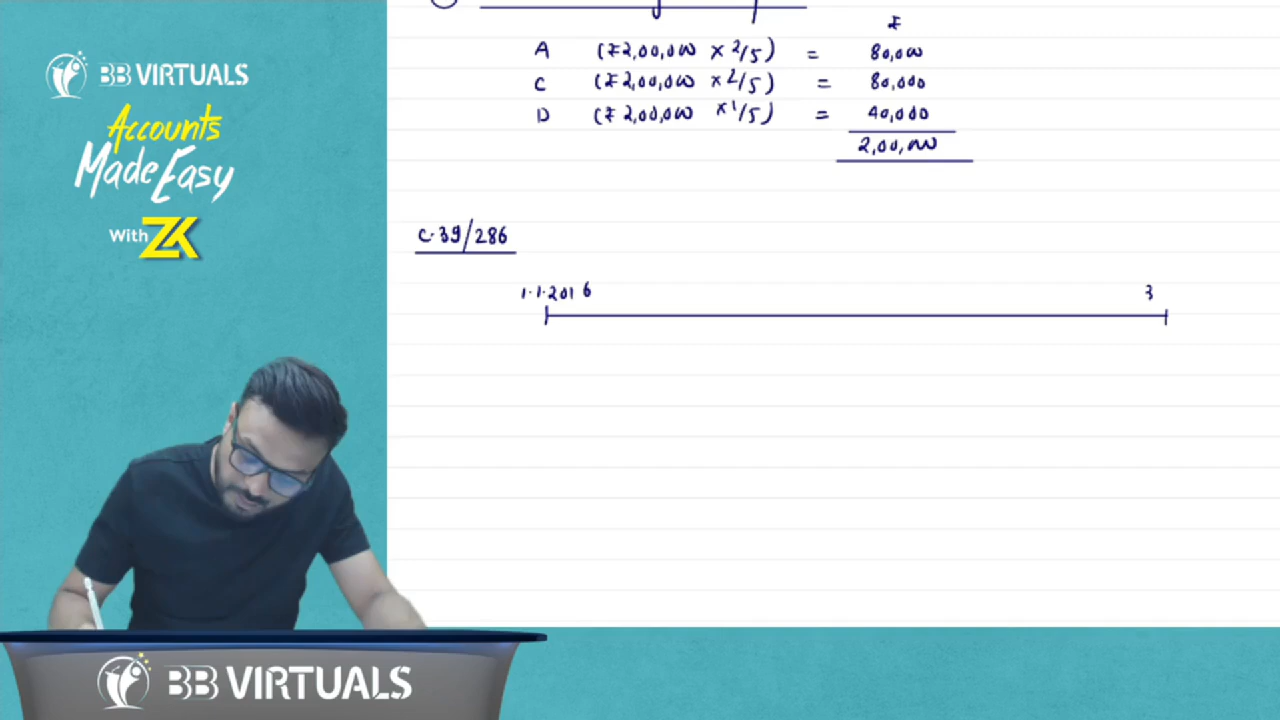 ₹
A (₹2,00,000 × 2/5) = 80,000
C (₹2,00,000 × 2/5) = 80,000
D (₹2,00,000 × 1/5) = 40,000
2,00,000
C.39/286
1.1.2016 3
BB VIRTUALS
Accounts
Made Easy
With ZK
BB VIRTUALS